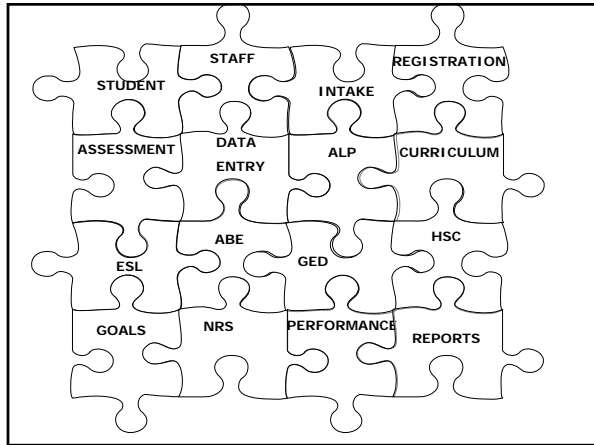 STUDENT
STAFF
INTAKE
REGISTRATION
ASSESSMENT
DATA
ENTRY
ALP
CURRICULUM
ESL
ABE
GED
HSC
GOALS
NRS
PERFORMANCE
REPORTS